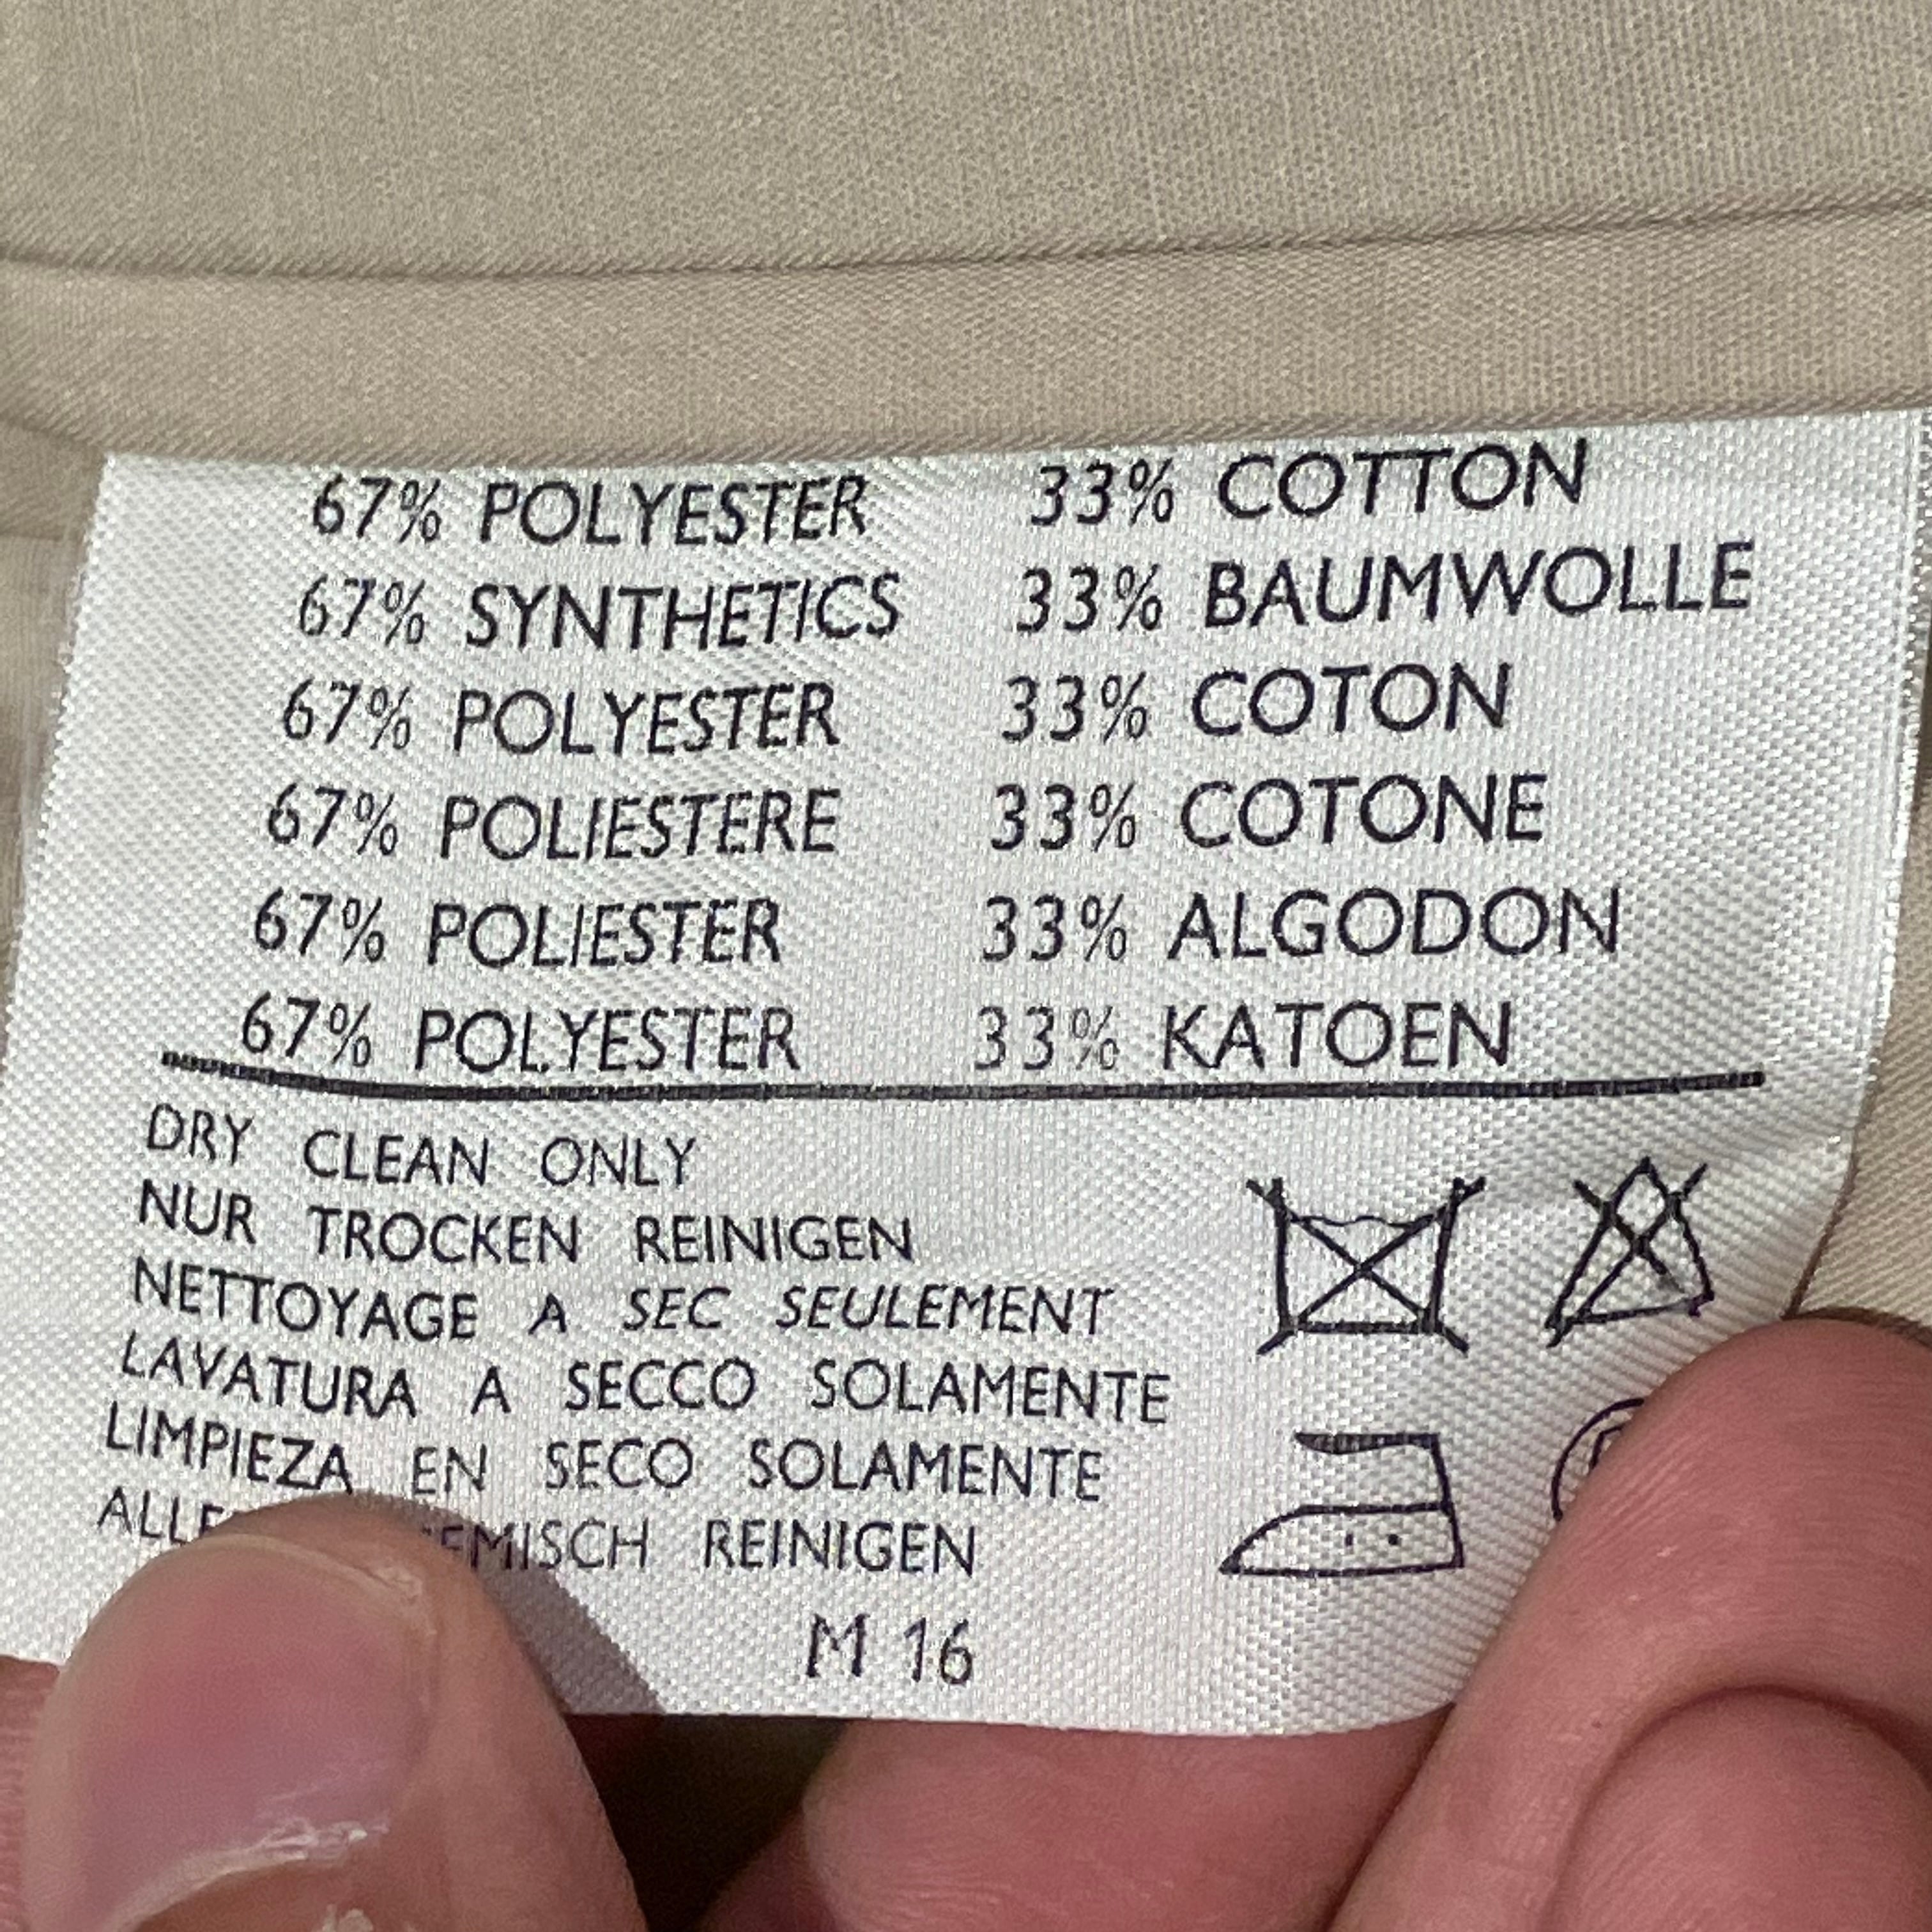 67% POLYESTER 33% COTTON
67% SYNTHETICS 33% BAUMWOLLE
67% POLYESTER 33% COTON
67% POLIESTERE 33% COTONE
67% POLIESTER 33% ALGODON
67% POLYESTER 33% KATOEN
DRY CLEAN ONLY
NUR TROCKEN REINIGEN
NETTOYAGE A SEC SEULEMENT
LAVATURA A SECCO SOLAMENTE
LIMPIEZA EN SECO SOLAMENTE
REINIGEN
M 16